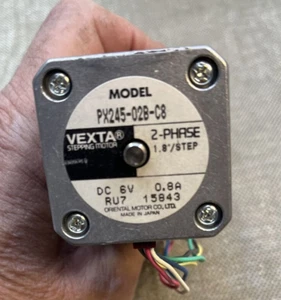 MODEL
PX245-02B-C8
VEXTA®
STEPPING MOTOR
2-PHASE
1.8°/STEP
DC 6V 0.8A
RU7 15843
ORIENTAL MOTOR CO., LTD.
MADE IN JAPAN